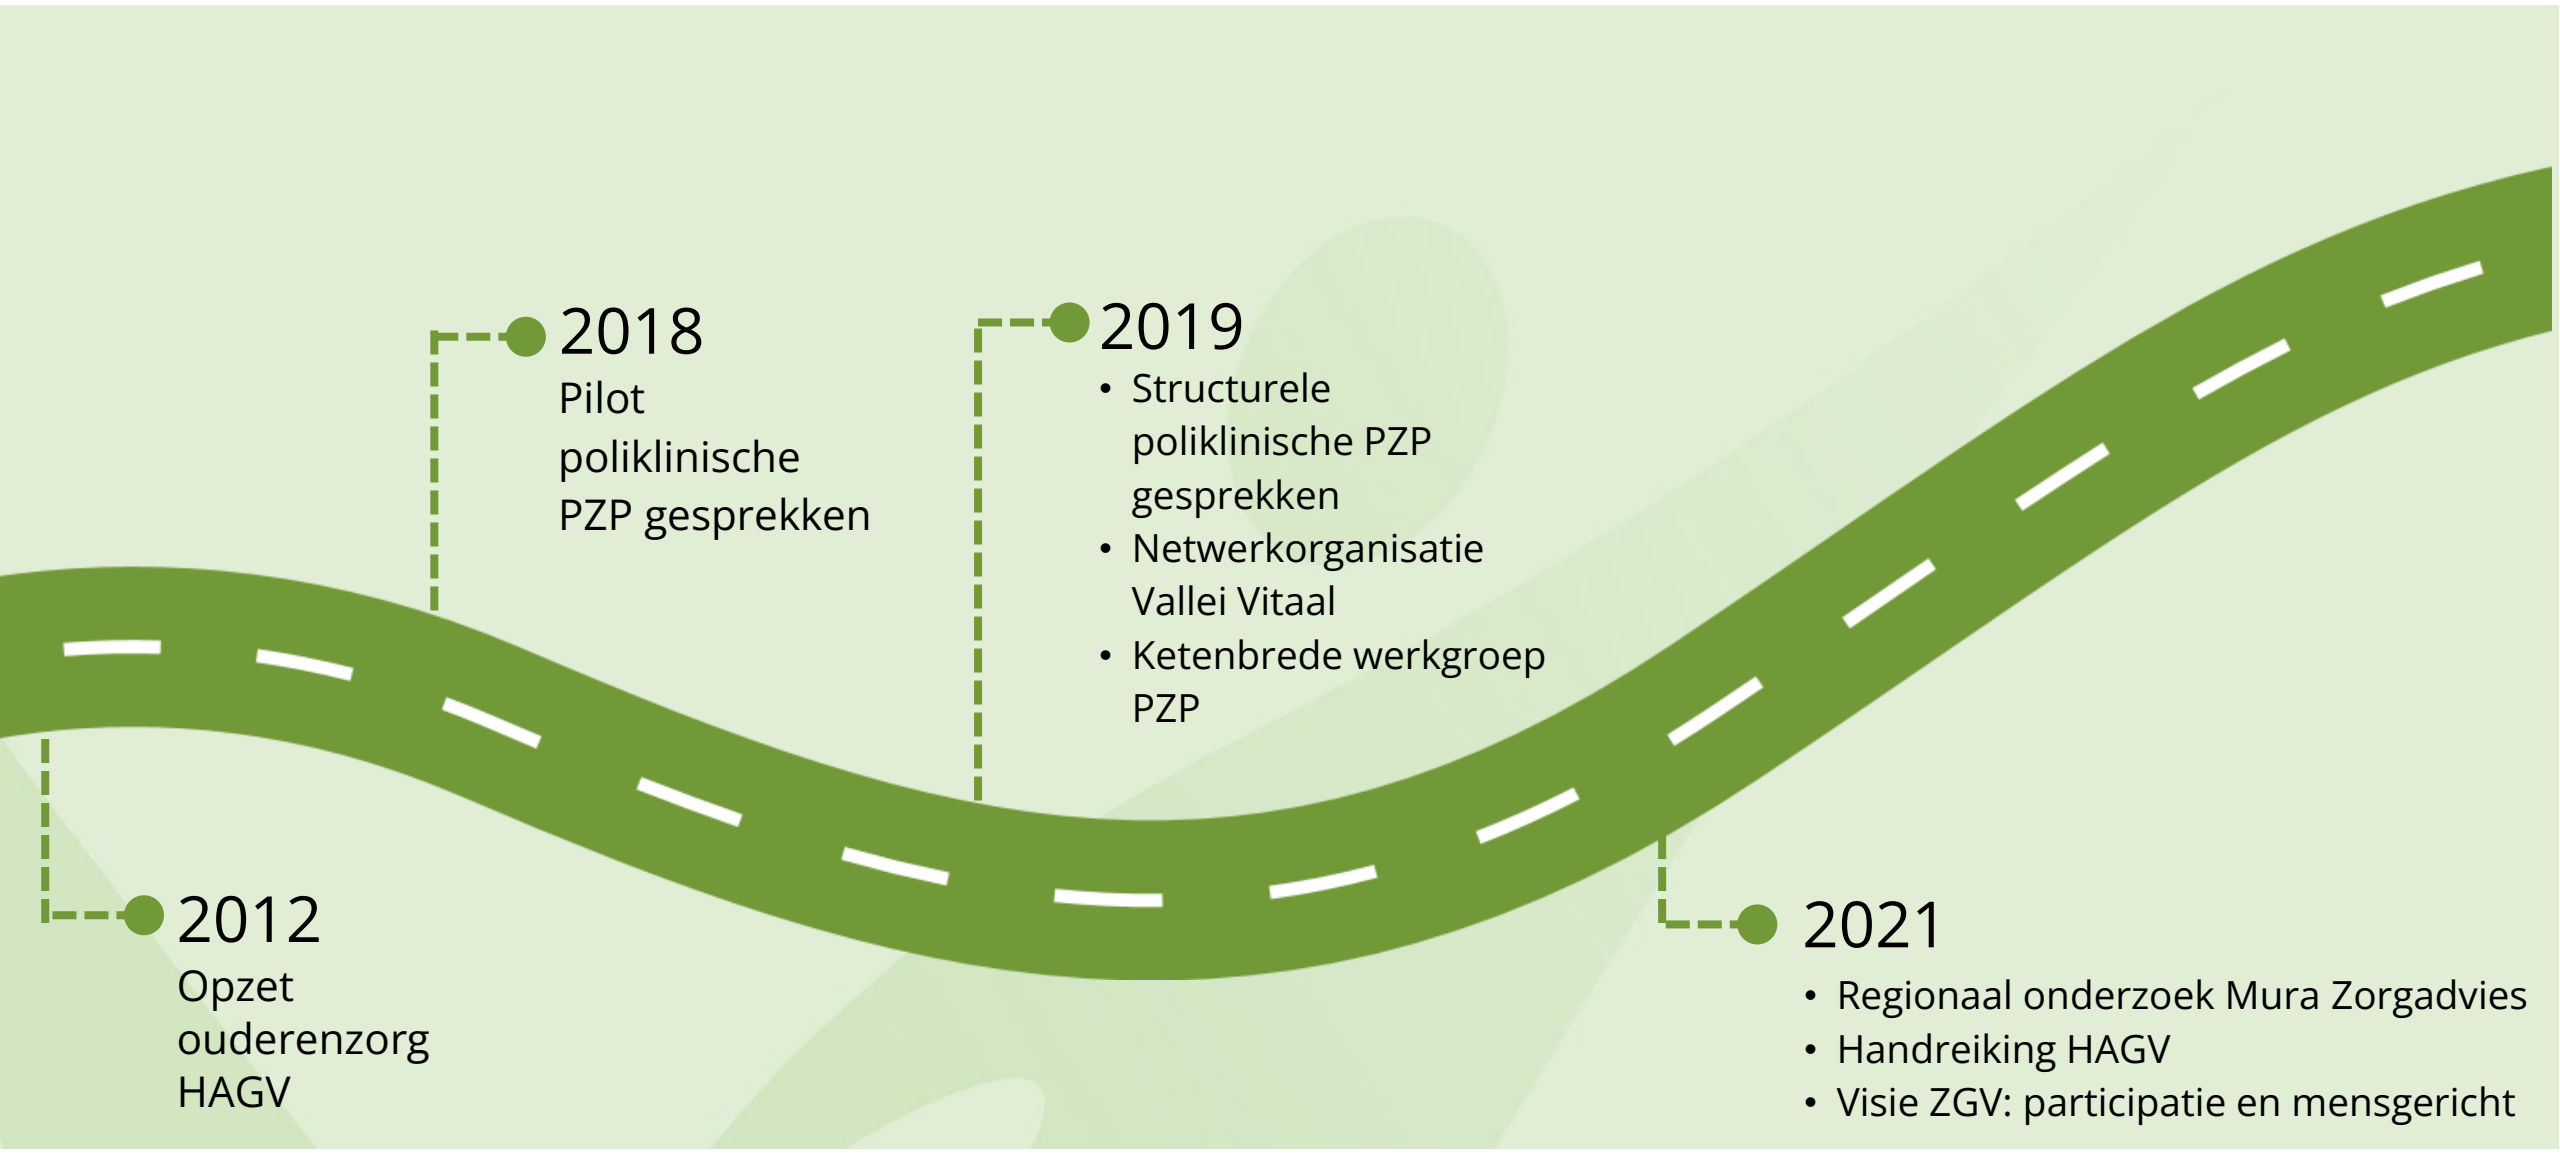 2018
Pilot
poliklinische
PZP gesprekken
2019
• Structurele
poliklinische PZP
gesprekken
• Netwerkorganisatie
Vallei Vitaal
• Ketenbrede werkgroep
PZP
2012
Opzet
ouderenzorg
HAGV
2021
• Regionaal onderzoek Mura Zorgadvies
• Handreiking HAGV
• Visie ZGV: participatie en mensgericht